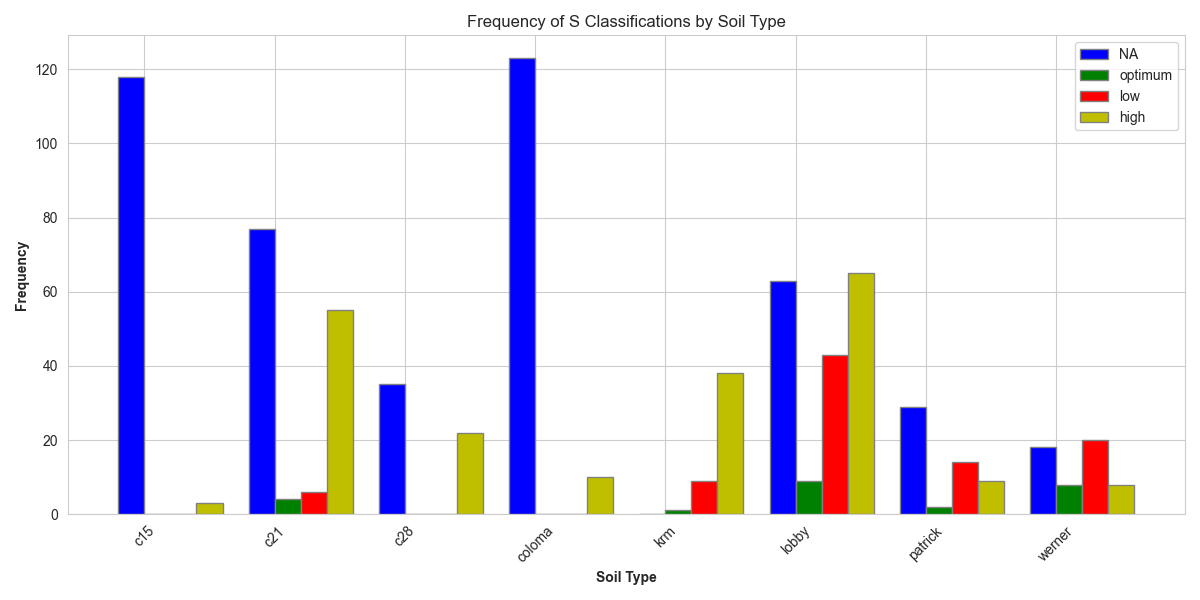 Frequency of S Classifications by Soil Type
NA
optimum
low
high
Frequency
120
100
80
60
40
20
0
c15
c21
c28
coloma
krm
lobby
patrick
werner
Soil Type